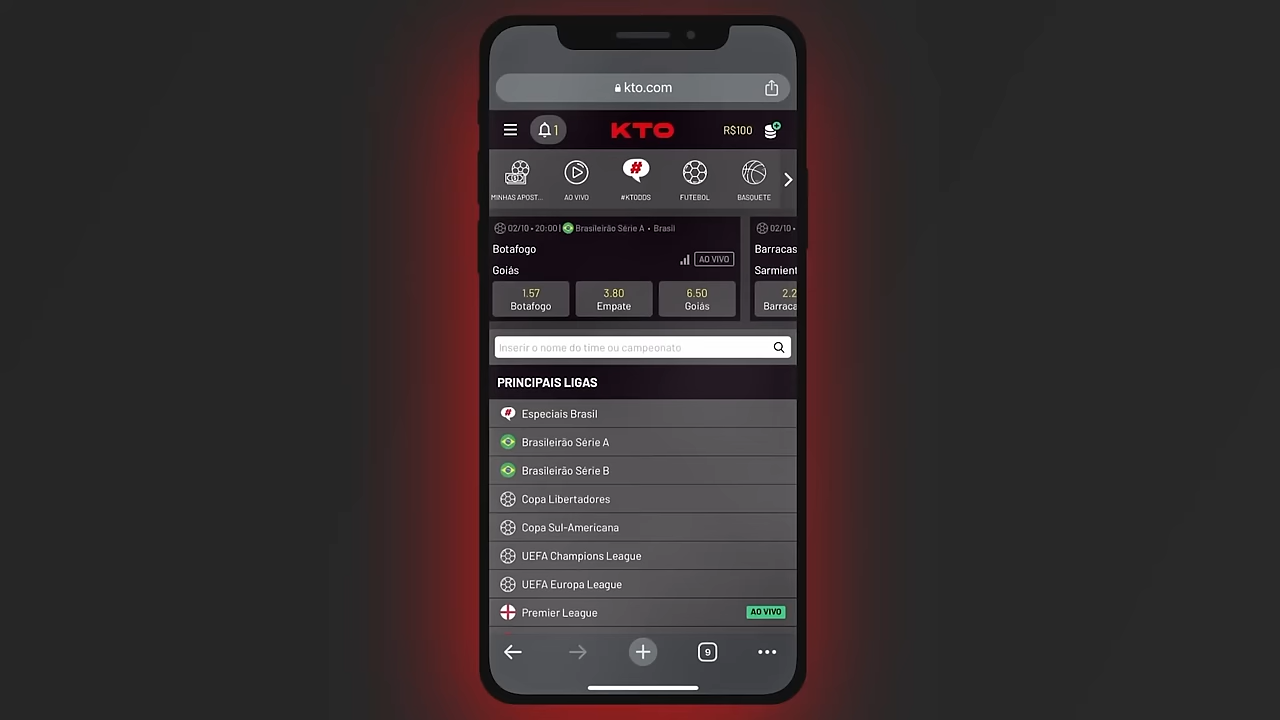 kto.com
1
KTO
R$100
MINHAS APOST...
AO VIVO
#KTODDS
FUTEBOL
BASQUETE
02/10 • 20:00 | Brasileirão Série A • Brasil
Botafogo
Goiás
AO VIVO
1.57
Botafogo
3.80
Empate
6.50
Goiás
02/10 •
Barracas
Sarmient
2.2
Barraca
Inserir o nome do time ou campeonato
PRINCIPAIS LIGAS
# Especiais Brasil
Brasileirão Série A
Brasileirão Série B
Copa Libertadores
Copa Sul-Americana
UEFA Champions League
UEFA Europa League
Premier League
AO VIVO
9